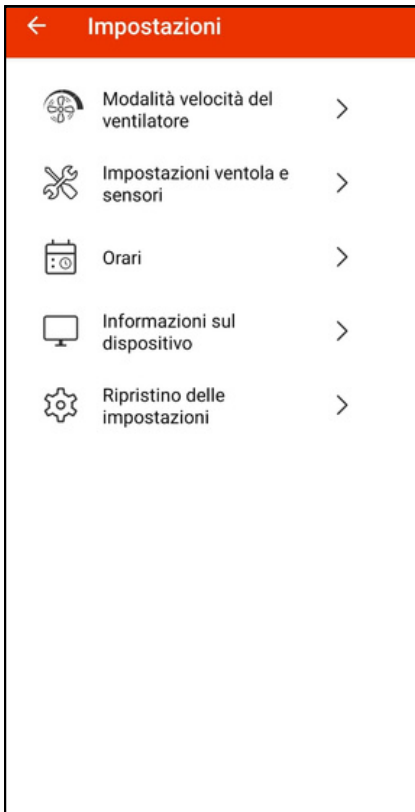 Impostazioni
Modalità velocità del
ventilatore
Impostazioni ventola e
sensori
Orari
Informazioni sul
dispositivo
Ripristino delle
impostazioni